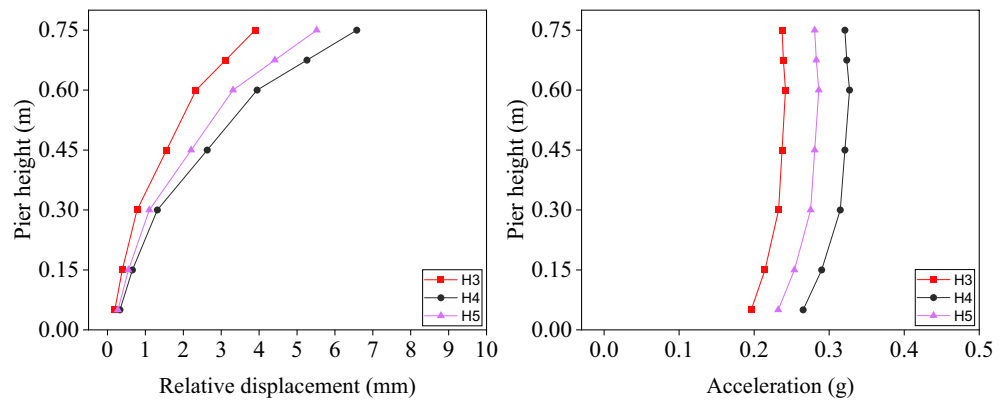 Pier height (m)
0.75
0.60
0.45
0.30
0.15
0.00
H3
H4
H5
0 1 2 3 4 5 6 7 8 9 10
Relative displacement (mm)
Pier height (m)
0.75
0.60
0.45
0.30
0.15
0.00
H3
H4
H5
0.0 0.1 0.2 0.3 0.4 0.5
Acceleration (g)